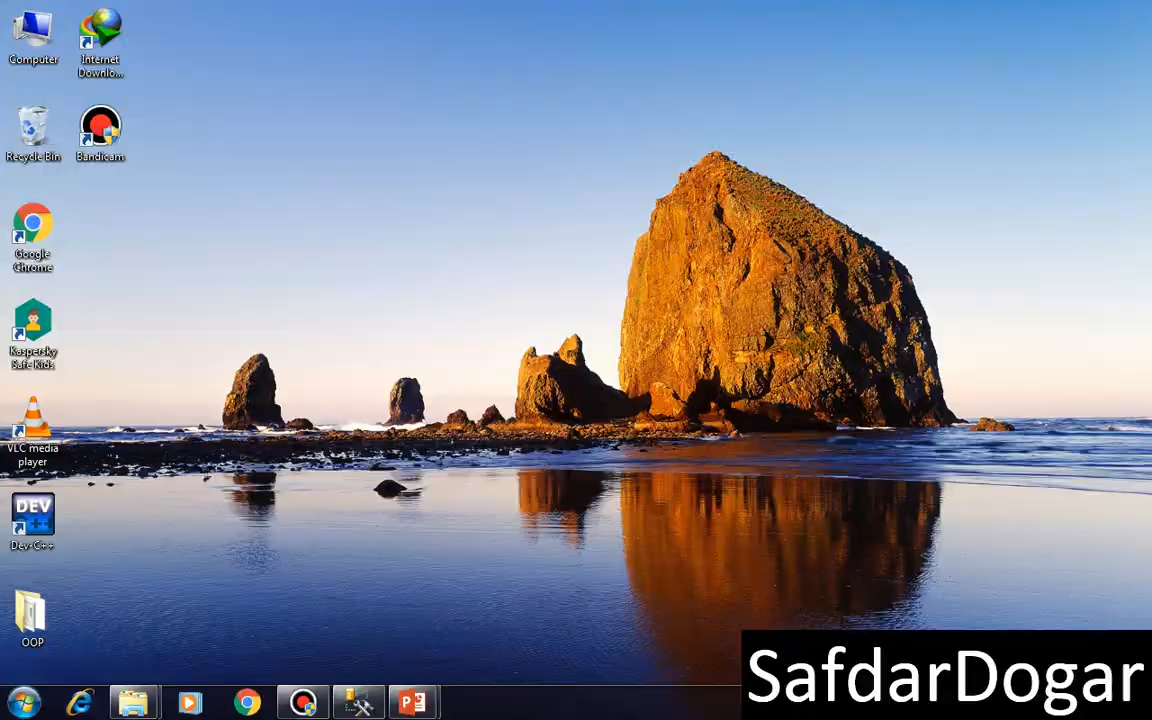 Computer
Internet
Downlo...
Recycle Bin
Bandicam
Google
Chrome
Kaspersky
Safe Kids
VLC media
player
DEV
C++
Dev-C++
OOP
P
SafdarDogar